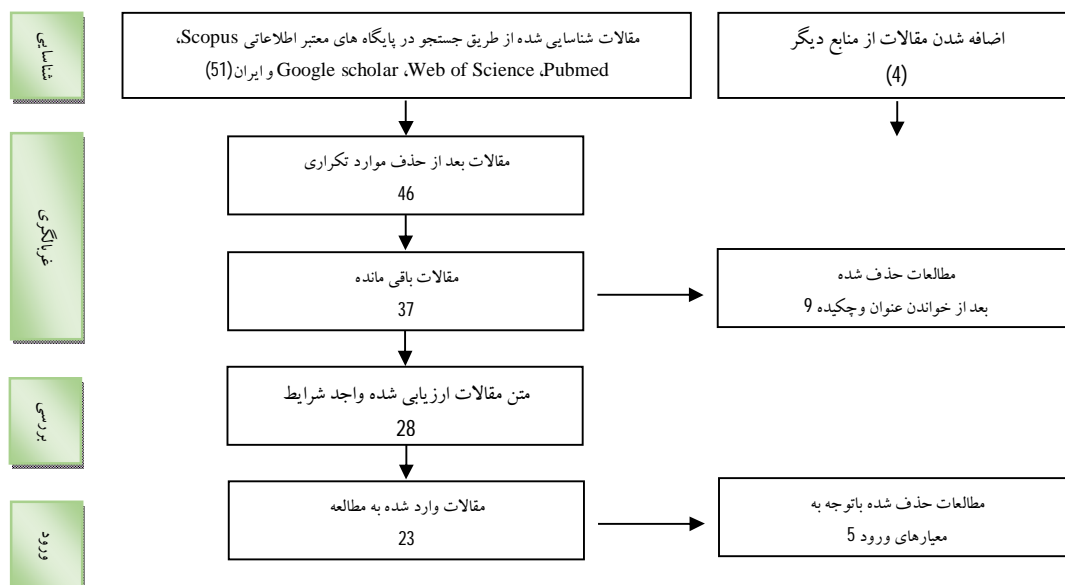 شناسایی
مقالات شناسایی شده از طریق جستجو در پایگاه های معتبر اطلاعاتی Scopus،
Google scholar ،Web of Science ،Pubmed و ایران(51)
اضافه شدن مقالات از منابع دیگر
(4)
غربالگری
مقالات بعد از حذف موارد تکراری
46
مقالات باقی مانده
37
مطالعات حذف شده
بعد از خواندن عنوان وچکیده 9
بررسی
متن مقالات ارزیابی شده واجد شرایط
28
ورود
مقالات وارد شده به مطالعه
23
مطالعات حذف شده باتوجه به
معیارهای ورود 5